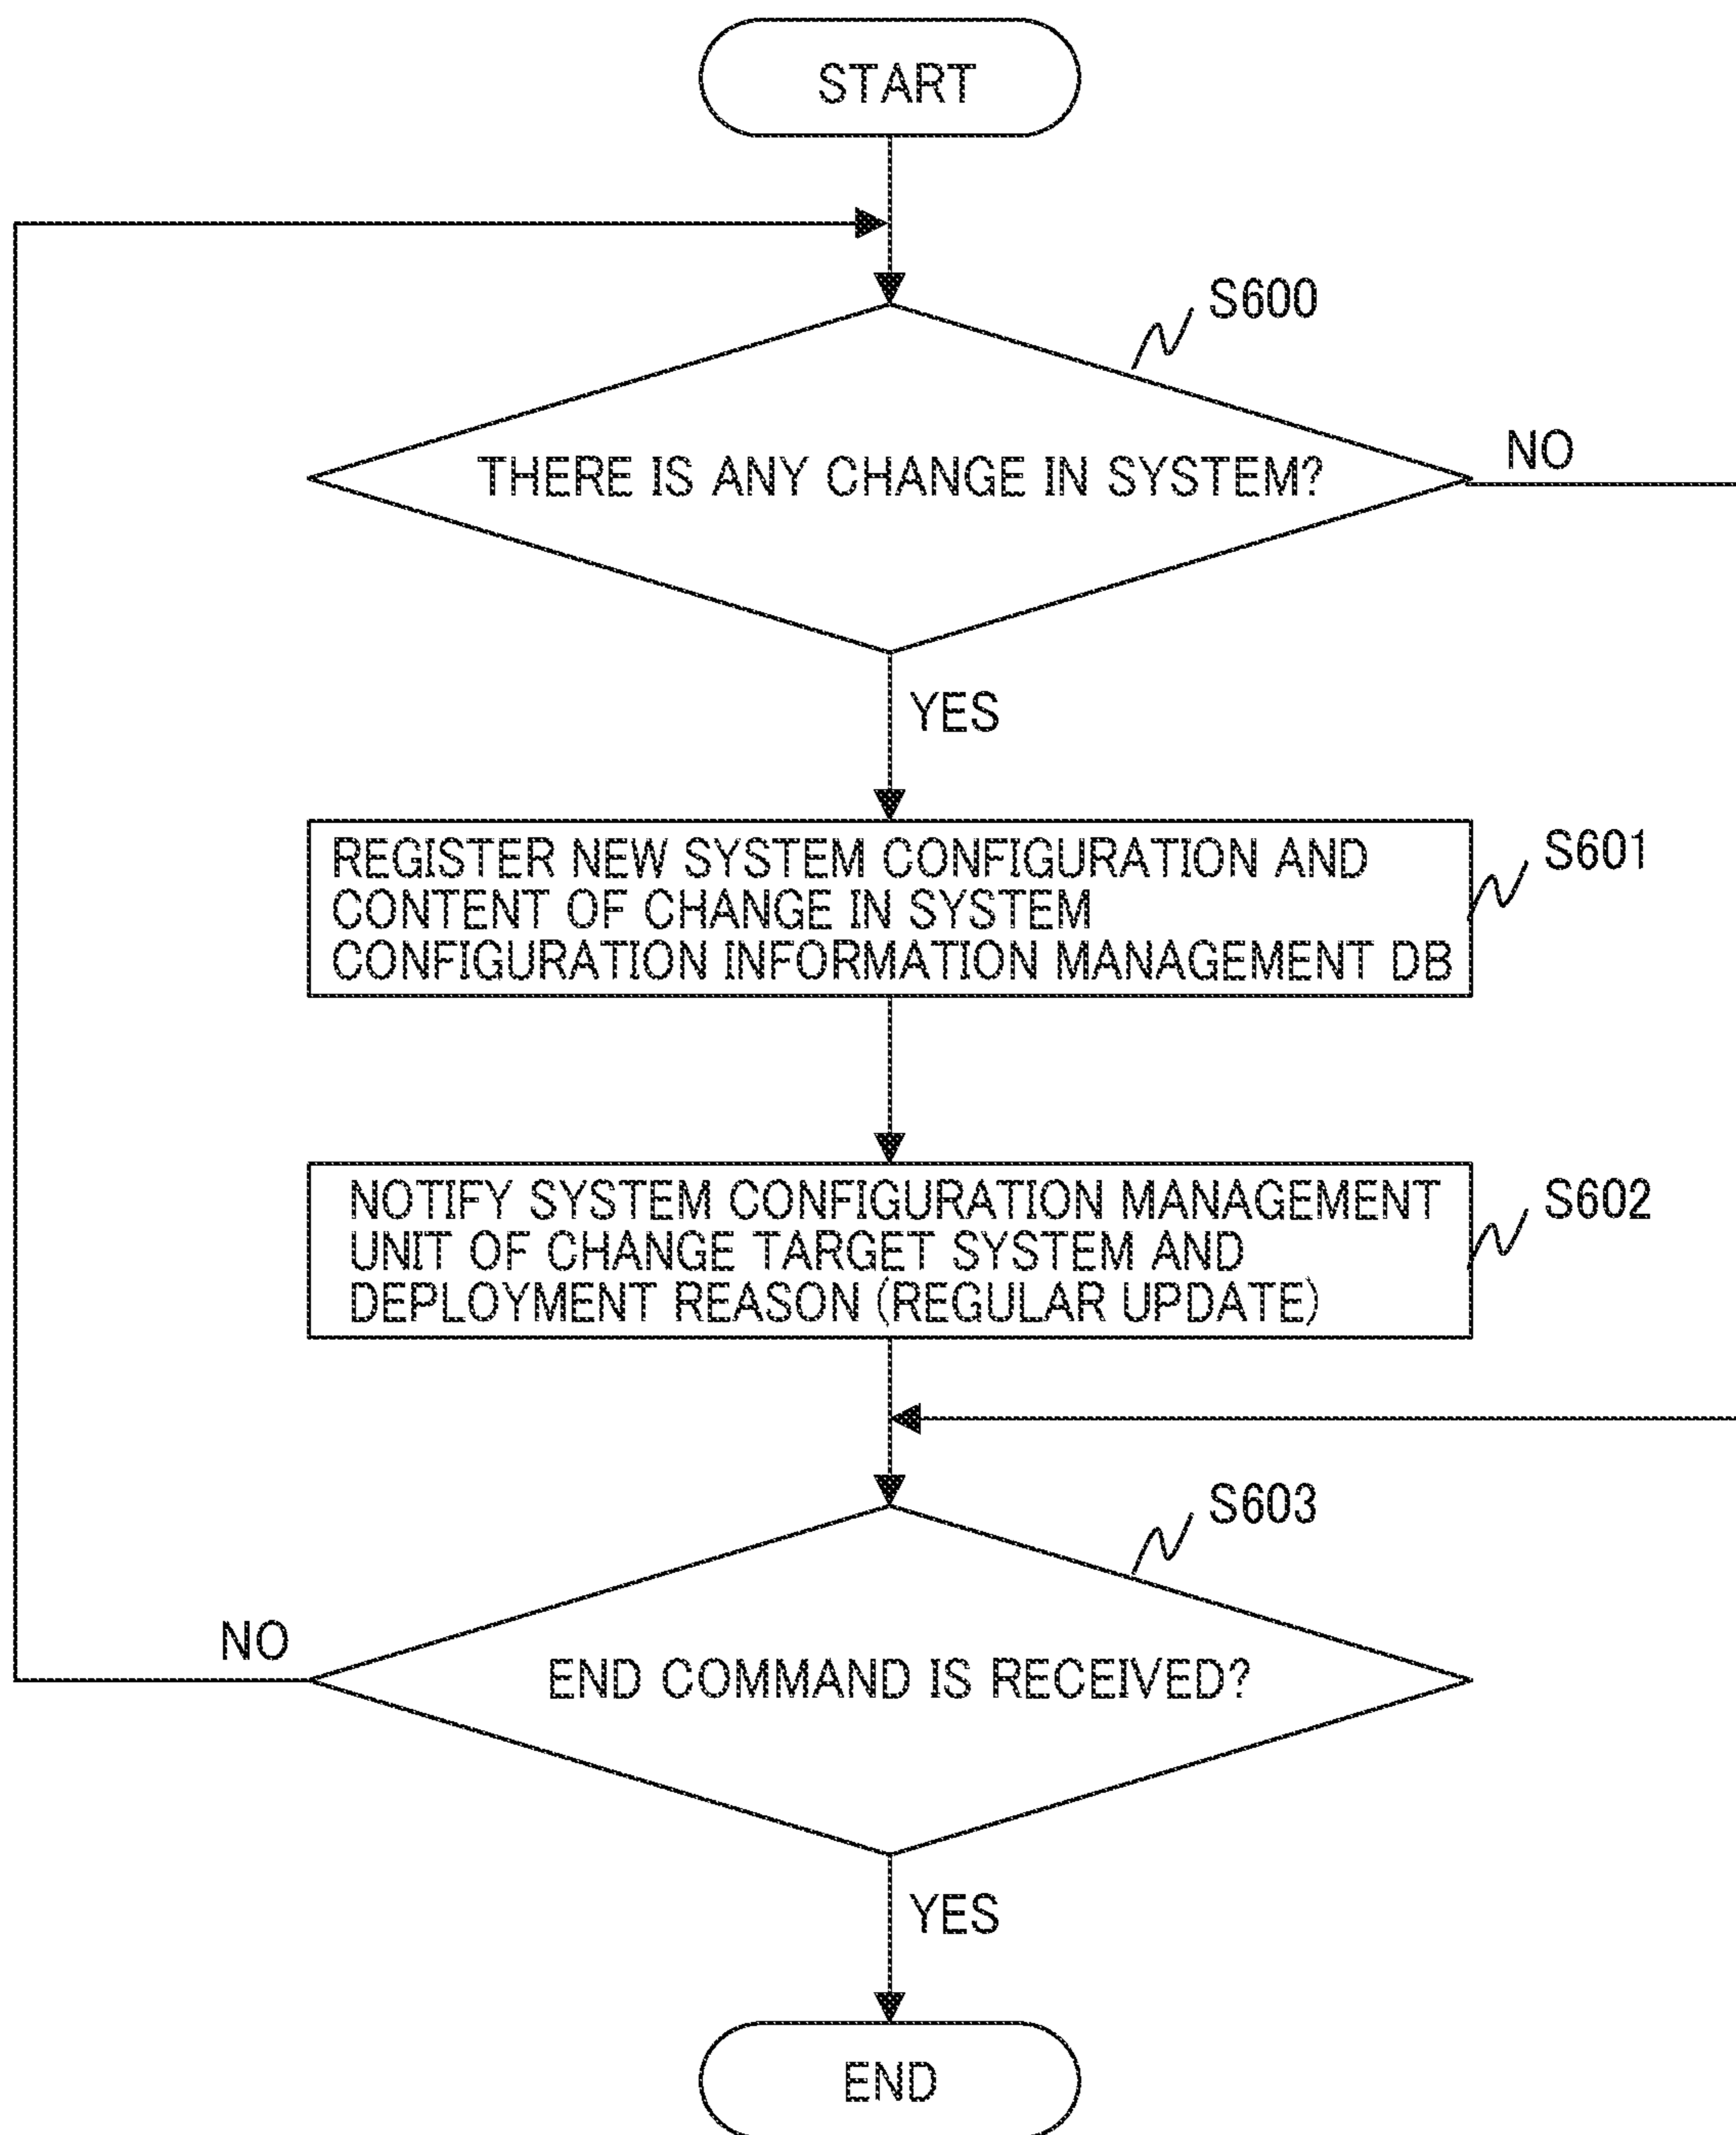 START
S600
THERE IS ANY CHANGE IN SYSTEM?
NO
YES
REGISTER NEW SYSTEM CONFIGURATION AND
CONTENT OF CHANGE IN SYSTEM
CONFIGURATION INFORMATION MANAGEMENT DB
S601
NOTIFY SYSTEM CONFIGURATION MANAGEMENT
UNIT OF CHANGE TARGET SYSTEM AND
DEPLOYMENT REASON (REGULAR UPDATE)
S602
S603
NO
END COMMAND IS RECEIVED?
YES
END